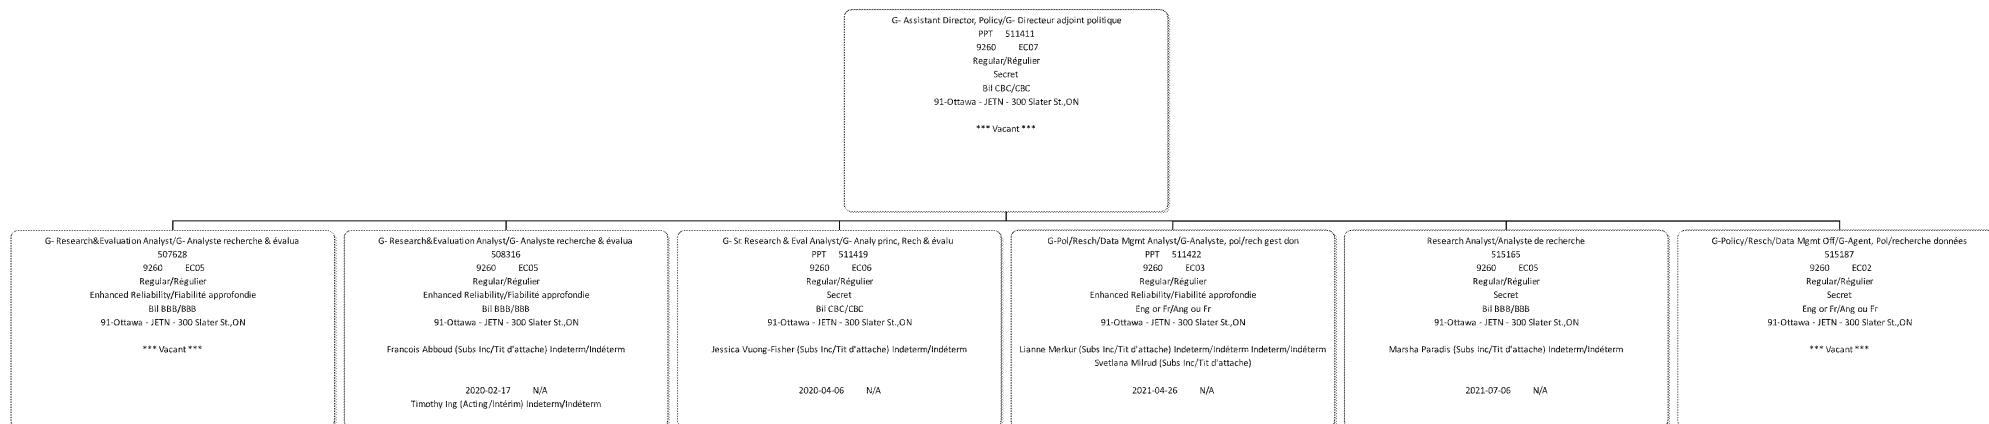 G- Assistant Director, Policy/G- Directeur adjoint politique
PPT 511411
9260 EC07
Regular/Régulier
Secret
Bil CBC/CBC
91-Ottawa - JETN - 300 Slater St.,ON
*** Vacant ***
G- Research&Evaluation Analyst/G- Analyste recherche & évalua
507628
9260 EC05
Regular/Régulier
Enhanced Reliability/Fiabilité approfondie
Bil BBB/BBB
91-Ottawa - JETN - 300 Slater St.,ON
*** Vacant ***
G- Research&Evaluation Analyst/G- Analyste recherche & évalua
508316
9260 EC05
Regular/Régulier
Enhanced Reliability/Fiabilité approfondie
Bil BBB/BBB
91-Ottawa - JETN - 300 Slater St.,ON
Francois Abboud (Subs Inc/Tit d'attache) Indeterm/Indéterm
2020-02-17 N/A
Timothy Ing (Acting/Intérim) Indeterm/Indéterm
G- Sr. Research & Eval Analyst/G- Analy princ, Rech & évalu
PPT 511419
9260 EC06
Regular/Régulier
Secret
Bil CBC/CBC
91-Ottawa - JETN - 300 Slater St.,ON
Jessica Vuong-Fisher (Subs Inc/Tit d'attache) Indeterm/Indéterm
2020-04-06 N/A
G-Pol/Resch/Data Mgmt Analyst/G-Analyste, pol/rech gest don
PPT 511422
9260 EC03
Regular/Régulier
Enhanced Reliability/Fiabilité approfondie
Eng or Fr/Ang ou Fr
91-Ottawa - JETN - 300 Slater St.,ON
Lianne Merkur (Subs Inc/Tit d'attache) Indeterm/Indéterm Indeterm/Indéterm
Svetlana Milrud (Subs Inc/Tit d'attache)
2021-04-26 N/A
Research Analyst/Analyste de recherche
515165
9260 EC05
Regular/Régulier
Secret
Bil BBB/BBB
91-Ottawa - JETN - 300 Slater St.,ON
Marsha Paradis (Subs Inc/Tit d'attache) Indeterm/Indéterm
2021-07-06 N/A
G-Policy/Resch/Data Mgmt Off/G-Agent, Pol/recherche données
515187
9260 EC02
Regular/Régulier
Secret
Eng or Fr/Ang ou Fr
91-Ottawa - JETN - 300 Slater St.,ON
*** Vacant ***